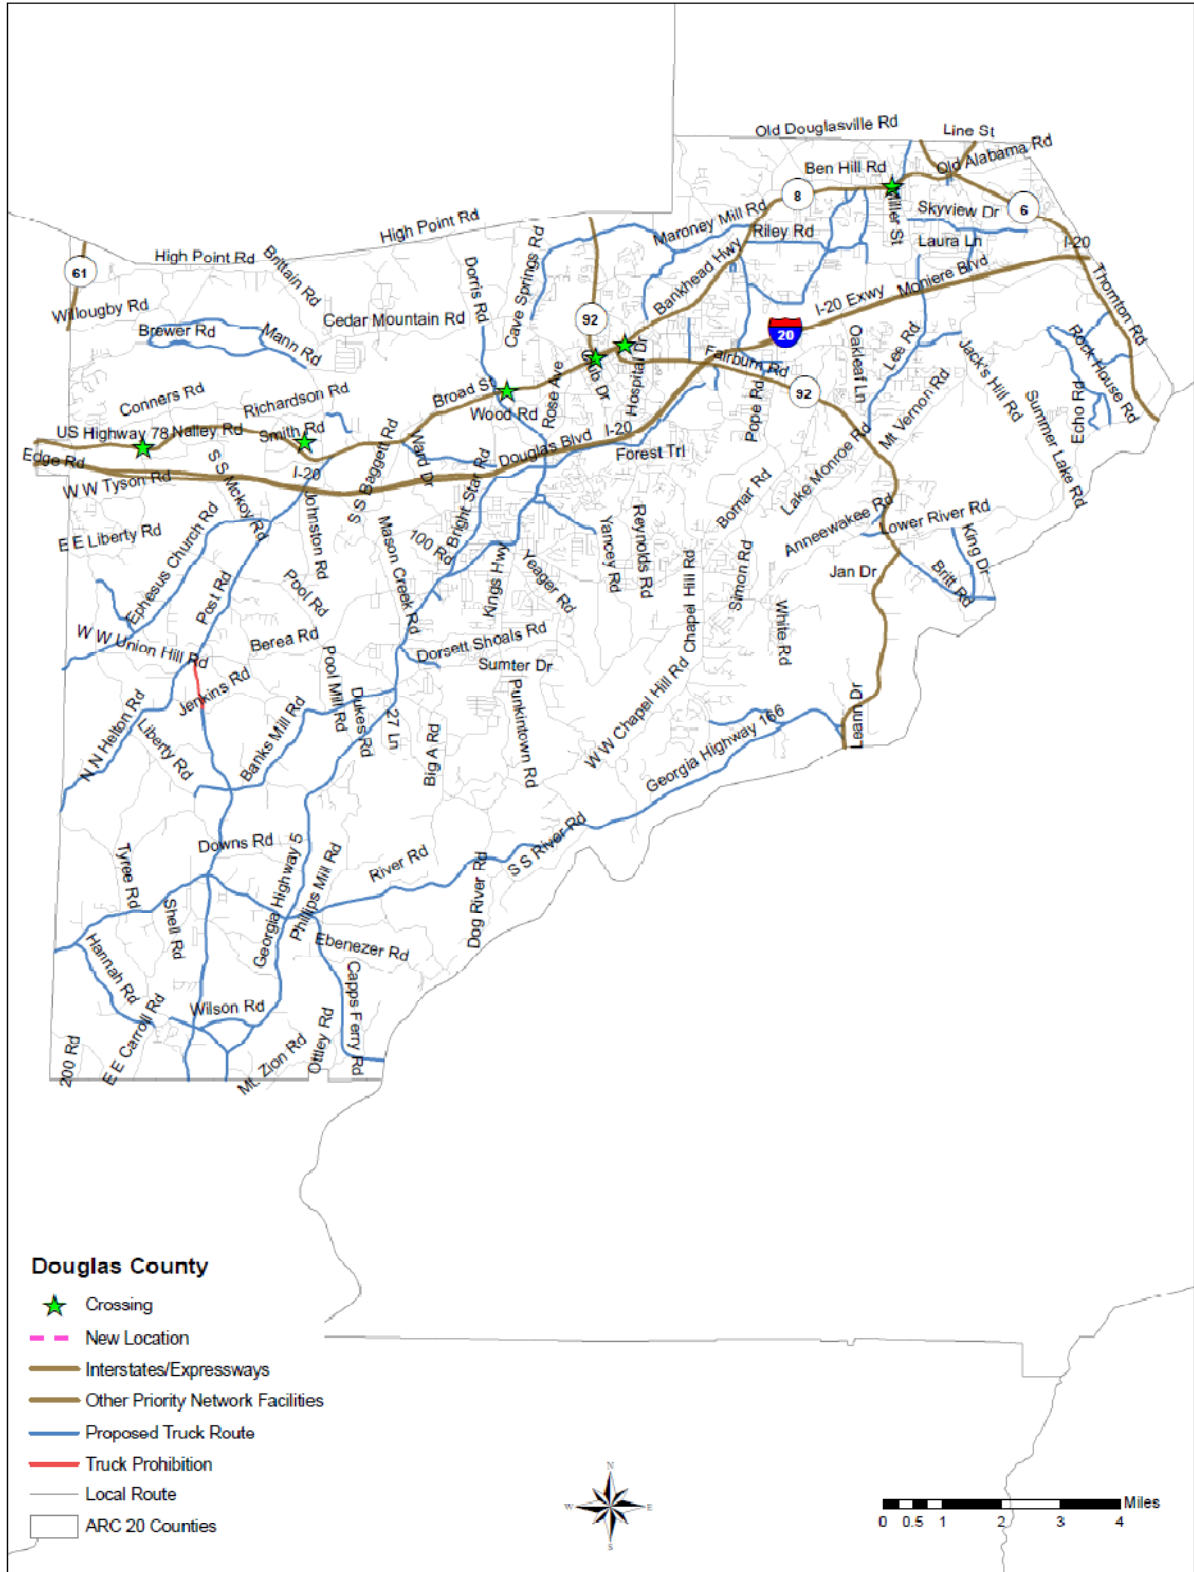 Old Douglasville Rd
Line St
Old Alabama Rd
Ben Hill Rd
8
Miller St
Skyview Dr
6
Maroney Mill Rd
Riley Rd
Laura Ln
I-20
High Point Rd
High Point Rd
Brittain Rd
61
Dorris Rd
Cave Springs Rd
Bankhead Hwy
I-20 Exwy
Moniere Blvd
Thornton Rd
Willougby Rd
Brewer Rd
Mann Rd
Cedar Mountain Rd
92
20
Hospital Dr
Fairburn Rd
Oakleaf Ln
Lee Rd
Jack's Hill Rd
Rock House Rd
Echo Rd
Conners Rd
Richardson Rd
Broad St
Wood Rd
Rose Ave
Pope Rd
92
Mt Vernon Rd
Summer Lake Rd
US Highway 78
Nalley Rd
Smith Rd
Edge Rd
W W Tyson Rd
S S Mckoy Rd
I-20
S S Baggett Rd
Ward Dr
Douglas Blvd
I-20
Forest Trl
Bright Star Rd
Bomar Rd
Lake Monroe Rd
Anneewakee Rd
Lower River Rd
King Dr
E E Liberty Rd
Ephesus Church Rd
Johnston Rd
Mason Creek Rd
100 Rd
Kings Hwy
Yeager Rd
Yancey Rd
Reynolds Rd
Chapel Hill Rd
Simon Rd
White Rd
Jan Dr
Britt Rd
Post Rd
Pool Rd
W W Union Hill Rd
Berea Rd
Dorsett Shoals Rd
Sumter Dr
Jenkins Rd
Pool Mill Rd
Dukes Rd
27 Ln
Big A Rd
Punkintown Rd
W W Chapel Hill Rd
Georgia Highway 166
Leann Dr
N N Helton Rd
Liberty Rd
Banks Mill Rd
Downs Rd
Georgia Highway 5
Phillips Mill Rd
River Rd
Dog River Rd
S S River Rd
Tyree Rd
Shell Rd
Hannah Rd
Ebenezer Rd
Capps Ferry Rd
Wilson Rd
E E Carroll Rd
200 Rd
Mt. Zion Rd
Ottley Rd
Douglas County
Crossing
New Location
Interstates/Expressways
Other Priority Network Facilities
Proposed Truck Route
Truck Prohibition
Local Route
ARC 20 Counties
N
W
E
S
Miles
0 0.5 1 2 3 4